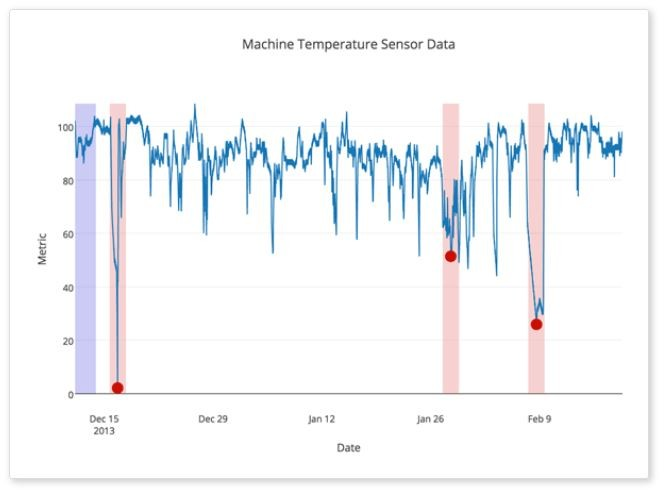 Machine Temperature Sensor Data
100
80
60
40
20
0
Metric
Dec 15 Dec 29 Jan 12 Jan 26 Feb 9
2013
Date